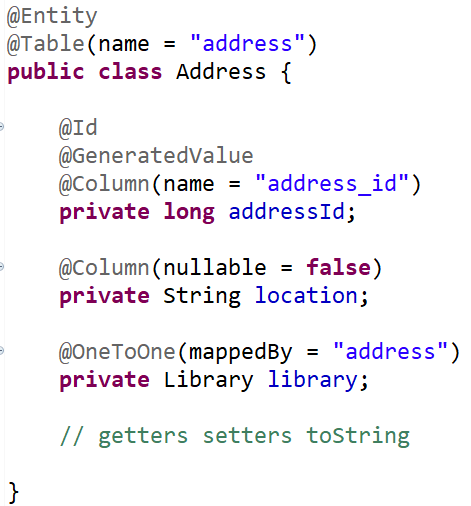 @Entity
@Table(name = "address")
public class Address {
@Id
@GeneratedValue
@Column(name = "address_id")
private long addressId;
@Column(nullable = false)
private String location;
@OneToOne(mappedBy = "address")
private Library library;
// getters setters toString
}